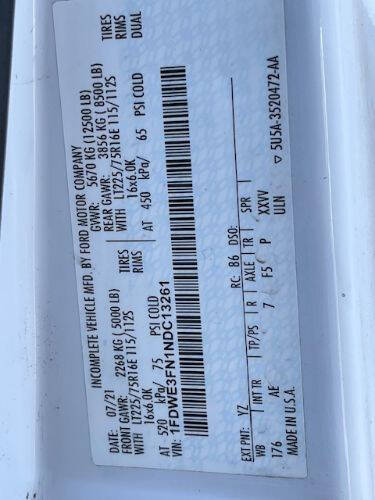 INCOMPLETE VEHICLE MFD. BY FORD MOTOR COMPANY
DATE: 07/21 GVWR: 5670 KG (12500 LB)
FRONT GAWR: 2268 KG (5000 LB) REAR GAWR: 3856 KG (8500 LB)
WITH LT225/75R16E 115/112S TIRES WITH LT225/75R16E 115/112S TIRES
16x6.0K RIMS 16x6.0K RIMS
AT 520 kPa/ 75 PSI COLD AT 450 kPa/ 65 PSI COLD DUAL
VIN: 1FDWE3FN1NDC13261
EXT PNT: YZ RC: 86 DSO:
WB INT TR TP/PS R AXLE TR SPR
176 AE 7 F5 P XXVV
MADE IN U.S.A. ULN
▽ 5U5A-3520472-AA